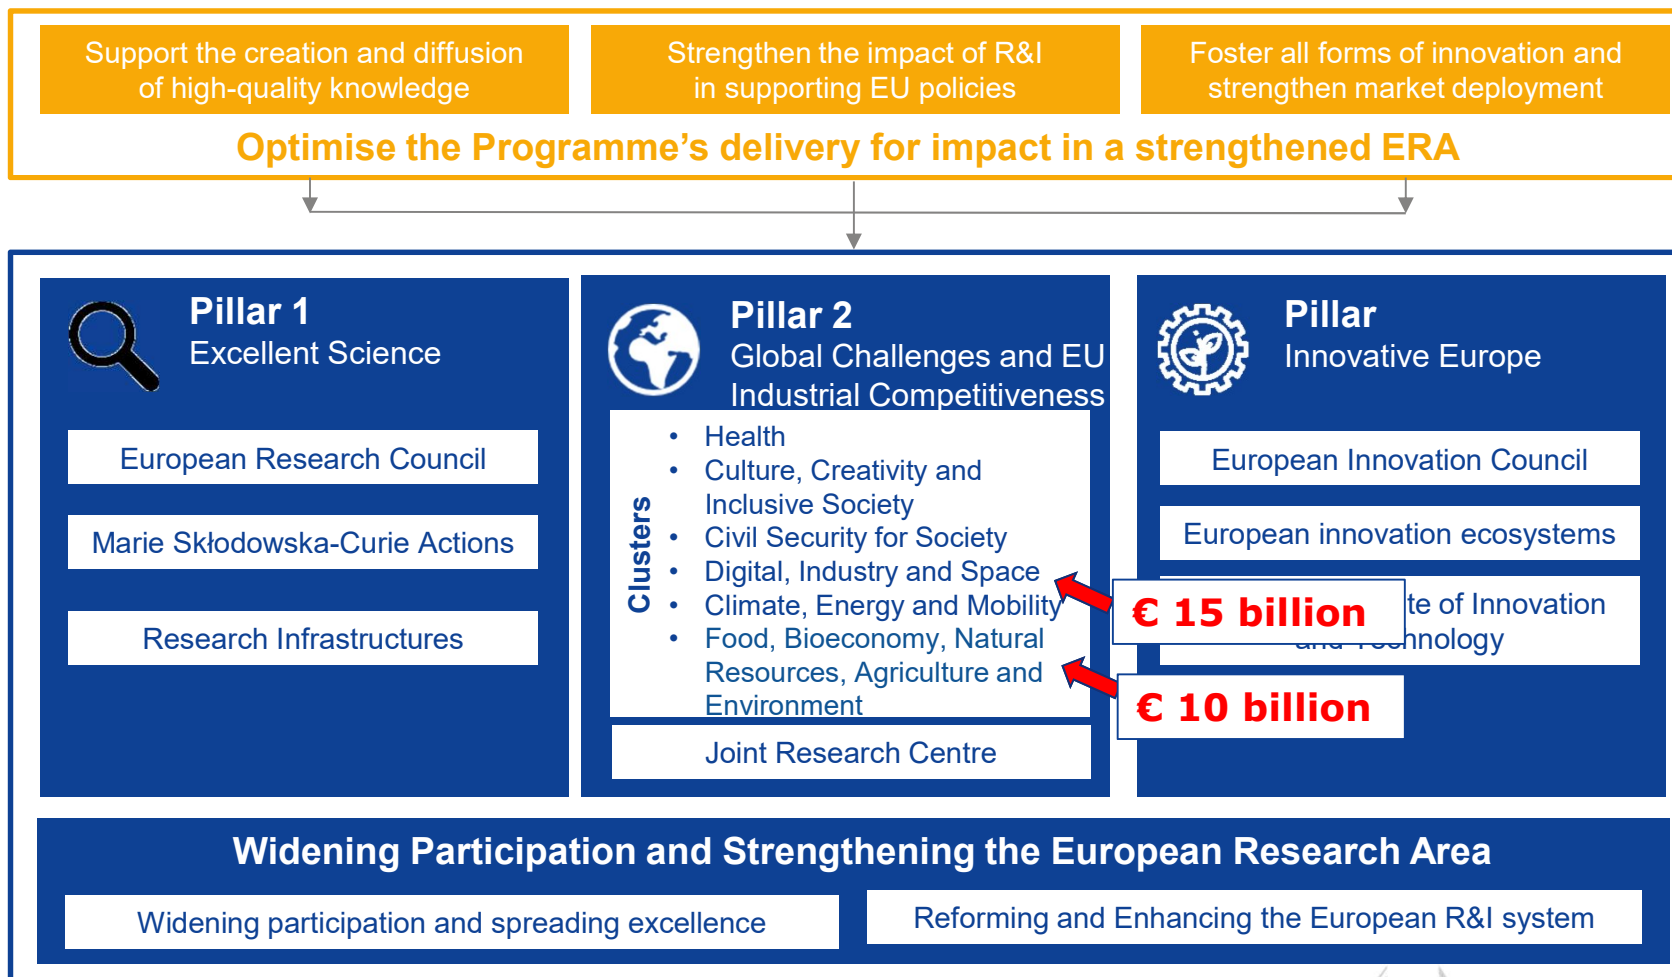 Support the creation and diffusion
of high-quality knowledge
Strengthen the impact of R&I
in supporting EU policies
Foster all forms of innovation and
strengthen market deployment
Optimise the Programme’s delivery for impact in a strengthened ERA
Pillar 1
Excellent Science
European Research Council
Marie Skłodowska-Curie Actions
Research Infrastructures
Pillar 2
Global Challenges and EU
Industrial Competitiveness
Clusters
• Health
• Culture, Creativity and
Inclusive Society
• Civil Security for Society
• Digital, Industry and Space
• Climate, Energy and Mobility
• Food, Bioeconomy, Natural
Resources, Agriculture and
Environment
Joint Research Centre
€ 15 billion
€ 10 billion
Pillar
Innovative Europe
European Innovation Council
European innovation ecosystems
of Innovation
and Technology
Widening Participation and Strengthening the European Research Area
Widening participation and spreading excellence
Reforming and Enhancing the European R&I system